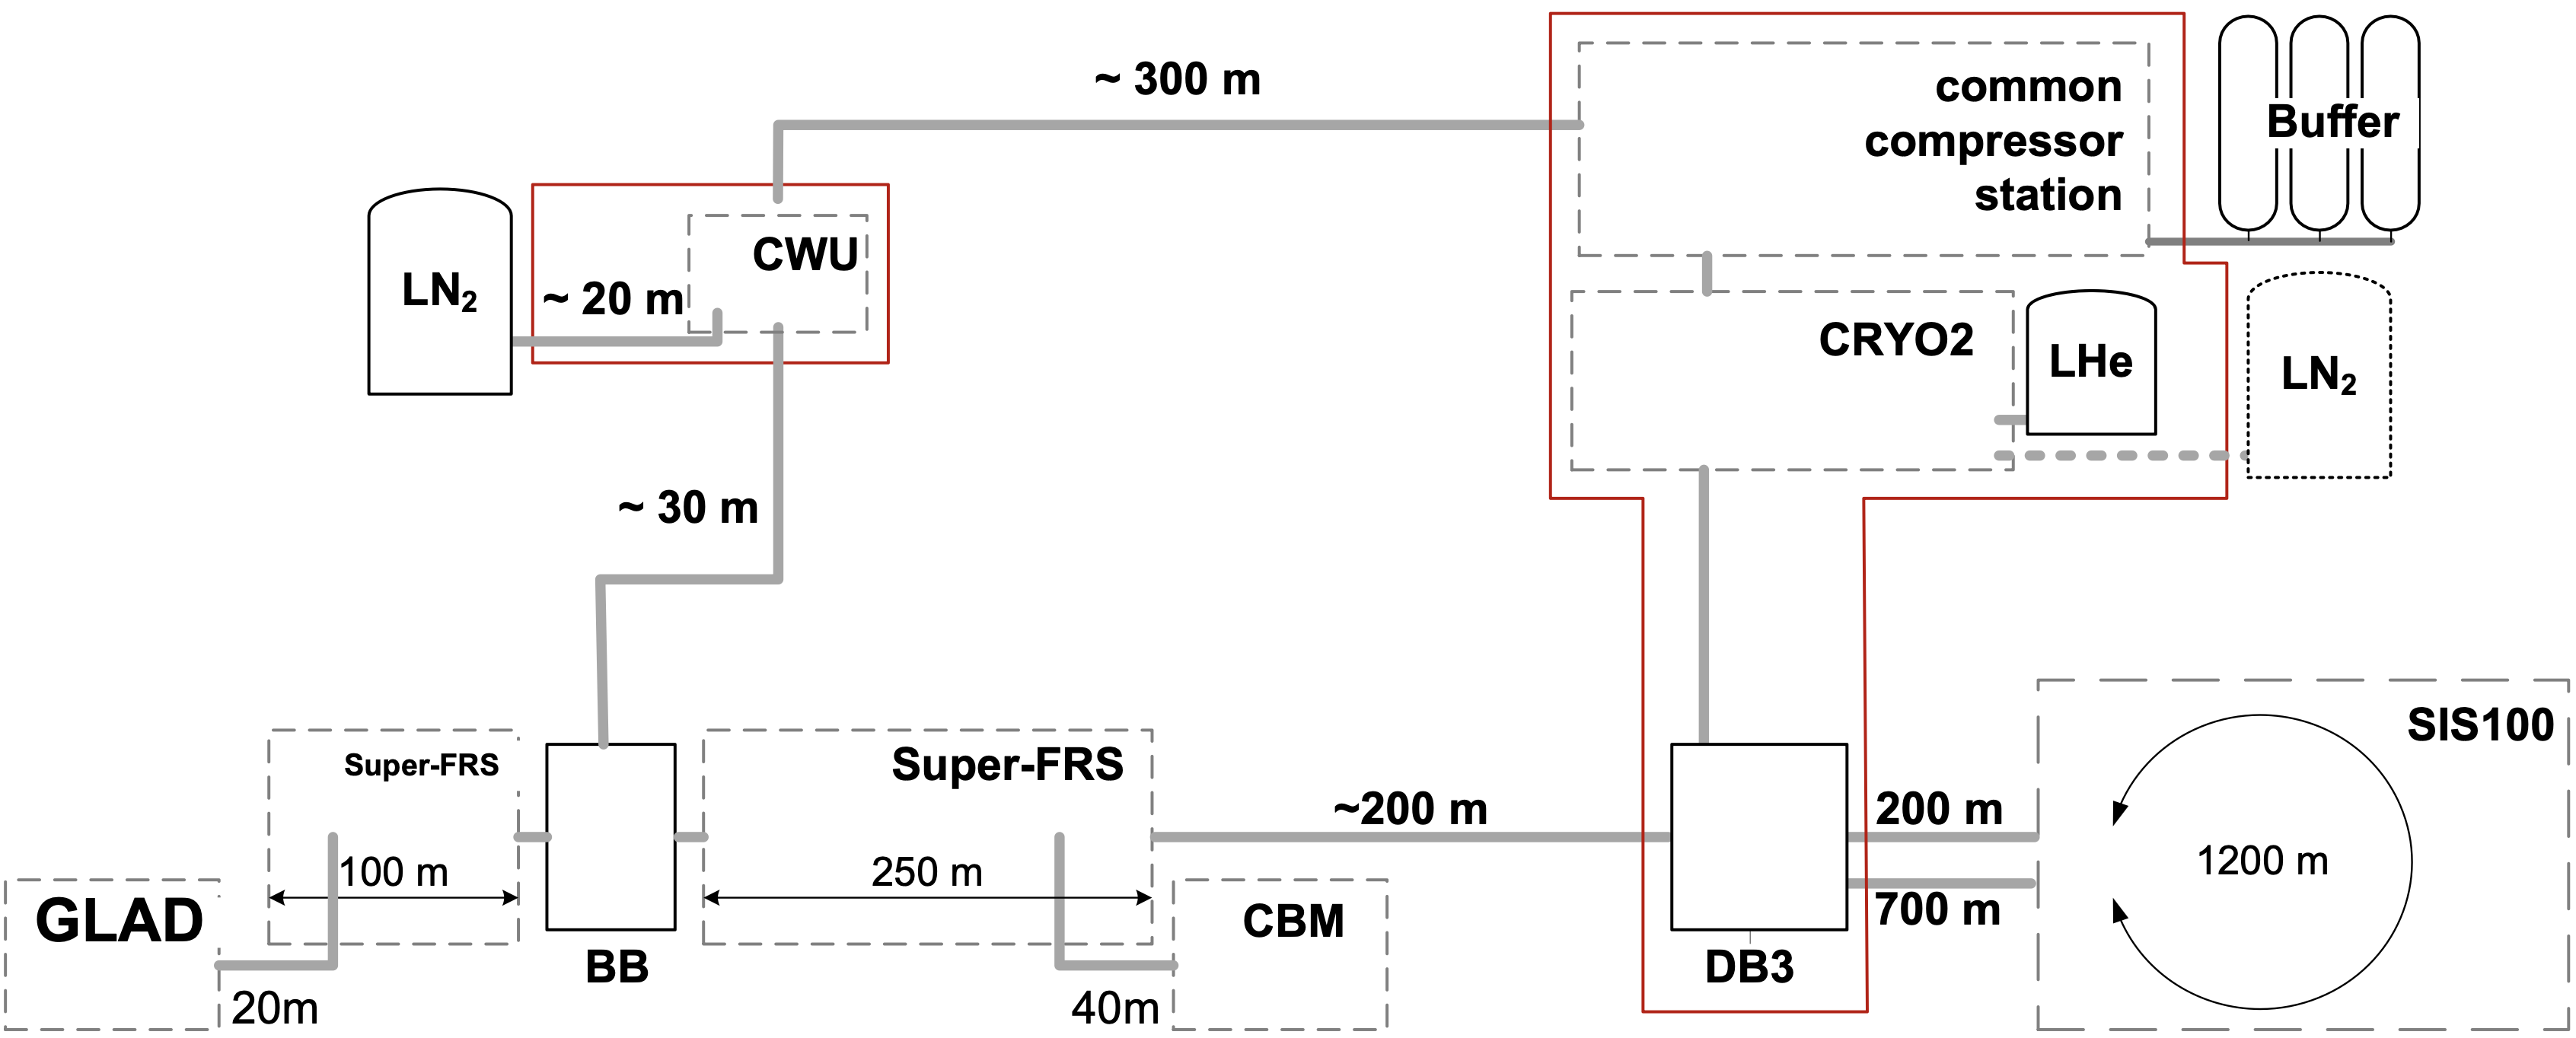 ~ 300 m
common
compressor
station
Buffer
CWU
LN₂
~ 20 m
CRYO2
LHe
LN₂
~ 30 m
Super-FRS
Super-FRS
SIS100
~200 m
200 m
100 m
250 m
1200 m
700 m
GLAD
CBM
BB
DB3
20m
40m